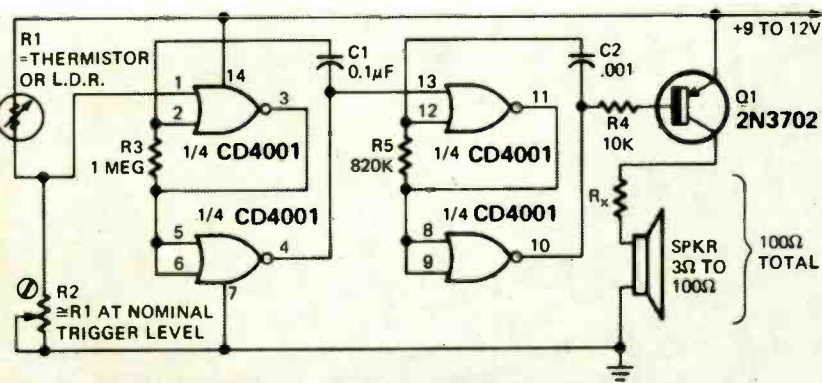 R1
=THERMISTOR
OR L.D.R.
1
2
14
3
R3
1 MEG
1/4 CD4001
1/4 CD4001
5
6
4
7
R2
≅R1 AT NOMINAL
TRIGGER LEVEL
C1
0.1µF
13
12
11
R5
820K
1/4 CD4001
1/4 CD4001
8
9
10
C2
.001
R4
10K
+9 TO 12V
Q1
2N3702
Rx
SPKR
3Ω TO
100Ω
100Ω
TOTAL